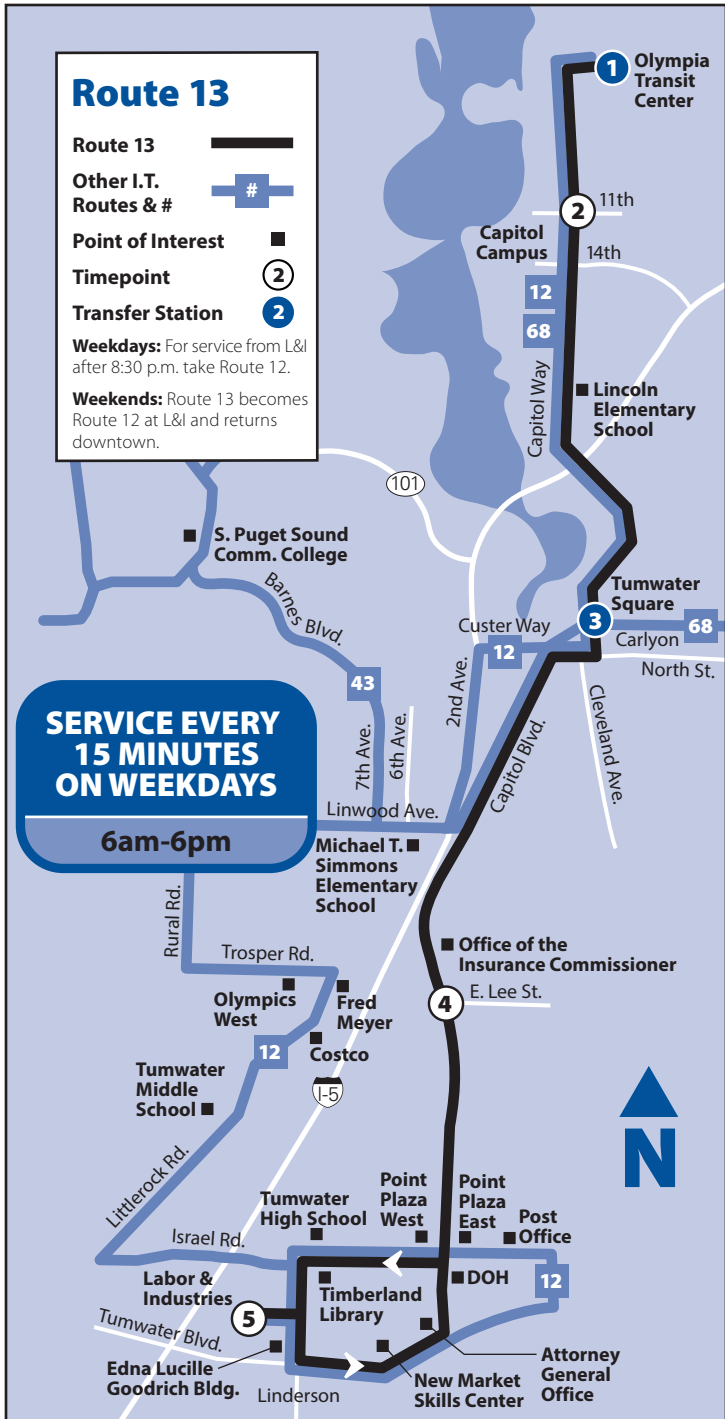 Route 13
Route 13
Other I.T.
Routes & #
#
Point of Interest
Timepoint
2
Transfer Station
2
Weekdays: For service from L&I
after 8:30 p.m. take Route 12.
Weekends: Route 13 becomes
Route 12 at L&I and returns
downtown.
1
Olympia
Transit
Center
2
11th
Capitol
Campus
14th
12
68
Capitol Way
Lincoln
Elementary
School
101
S. Puget Sound
Comm. College
Barnes Blvd.
Tumwater
Square
3
Custer Way
68
Carlyon
12
North St.
43
2nd Ave.
Cleveland Ave.
7th Ave.
6th Ave.
Capitol Blvd.
SERVICE EVERY
15 MINUTES
ON WEEKDAYS
6am-6pm
Linwood Ave.
Michael T.
Simmons
Elementary
School
Rural Rd.
Trosper Rd.
Office of the
Insurance Commissioner
Olympics
West
Fred
Meyer
4
E. Lee St.
12
Costco
Tumwater
Middle
School
I-5
N
Littlerock Rd.
Tumwater
High School
Point
Plaza
West
Point
Plaza
East
Post
Office
Israel Rd.
Labor &
Industries
Timberland
Library
DOH
12
5
Tumwater Blvd.
Edna Lucille
Goodrich Bldg.
Linderson
New Market
Skills Center
Attorney
General
Office